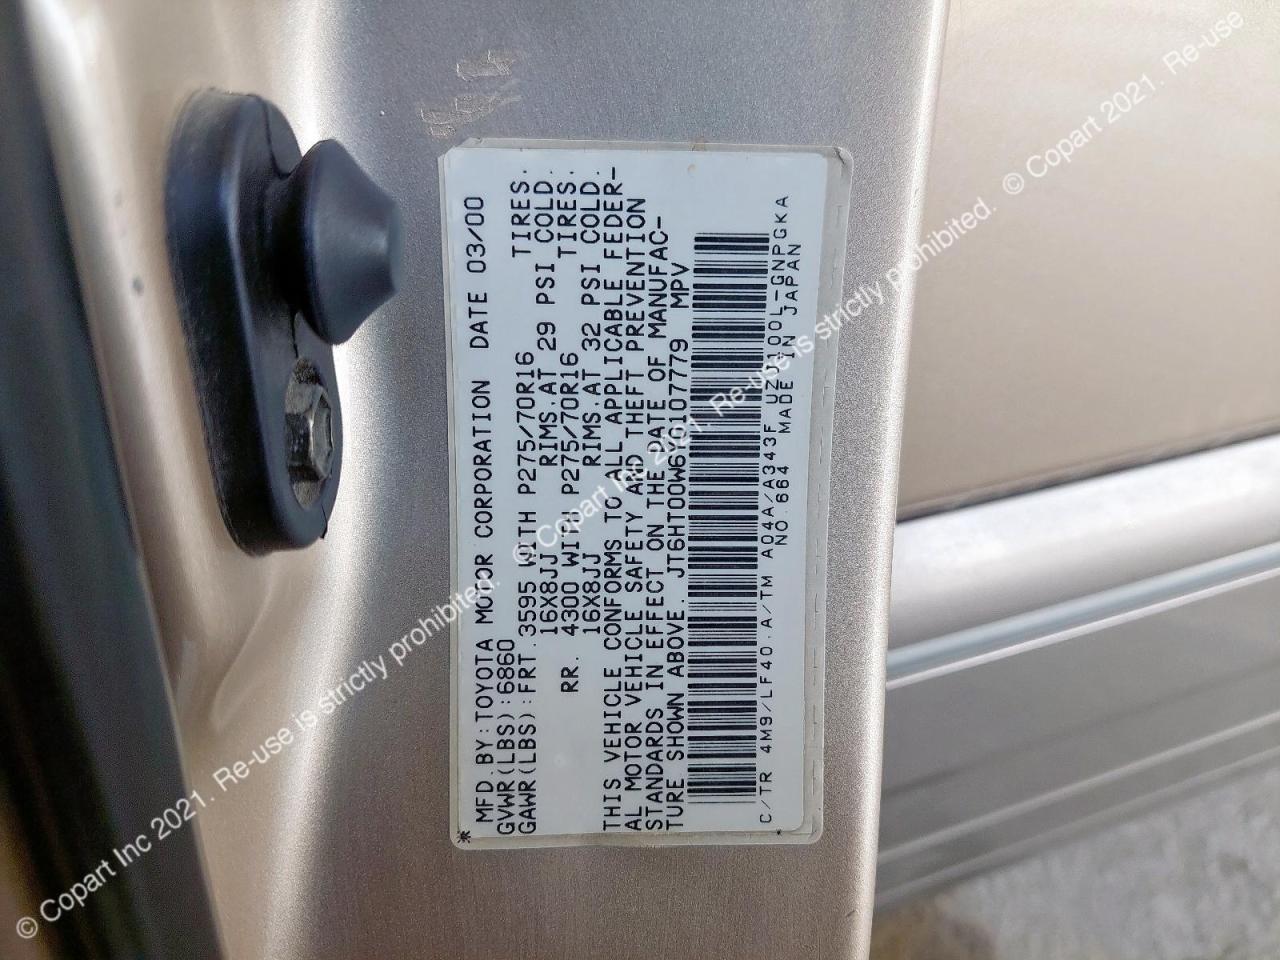 * MFD.BY:TOYOTA MOTOR CORPORATION DATE 03/00
GVWR(LBS):6860
GAWR(LBS):FRT.3595 WITH P275/70R16 TIRES.
16X8JJ RIMS.AT 29 PSI COLD.
RR. 4300 WITH P275/70R16 TIRES.
16X8JJ RIMS.AT 32 PSI COLD.
THIS VEHICLE CONFORMS TO ALL APPLICABLE FEDER-
AL MOTOR VEHICLE SAFETY AND THEFT PREVENTION
STANDARDS IN EFFECT ON THE DATE OF MANUFAC-
TURE SHOWN ABOVE. JT6HT00W6Y0107779 MPV
C/TR 4M9/LF40.A/TM A04A/A343F UZJ100L-GNPGKA
NO.664 MADE IN JAPAN
© Copart Inc 2021. Re-use is strictly prohibited.
© Copart Inc 2021. Re-use is strictly prohibited.
© Copart 2021. Re-use